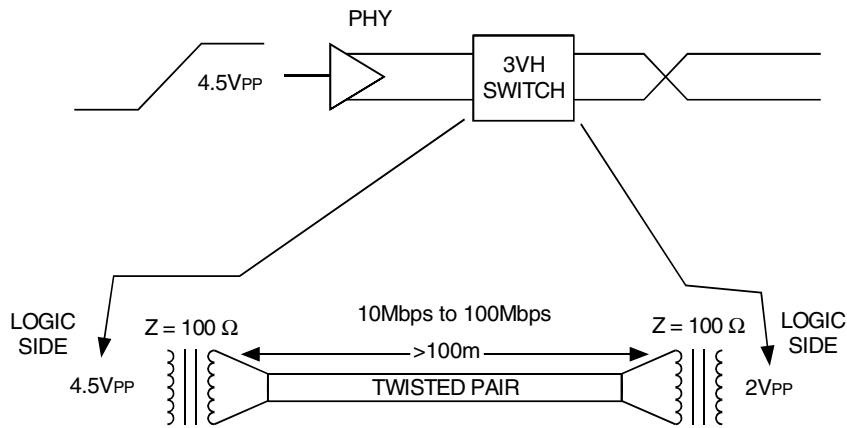 PHY
4.5VPP
3VH
SWITCH
LOGIC
SIDE
Z = 100 Ω
10Mbps to 100Mbps
Z = 100 Ω
LOGIC
SIDE
>100m
4.5VPP
TWISTED PAIR
2VPP